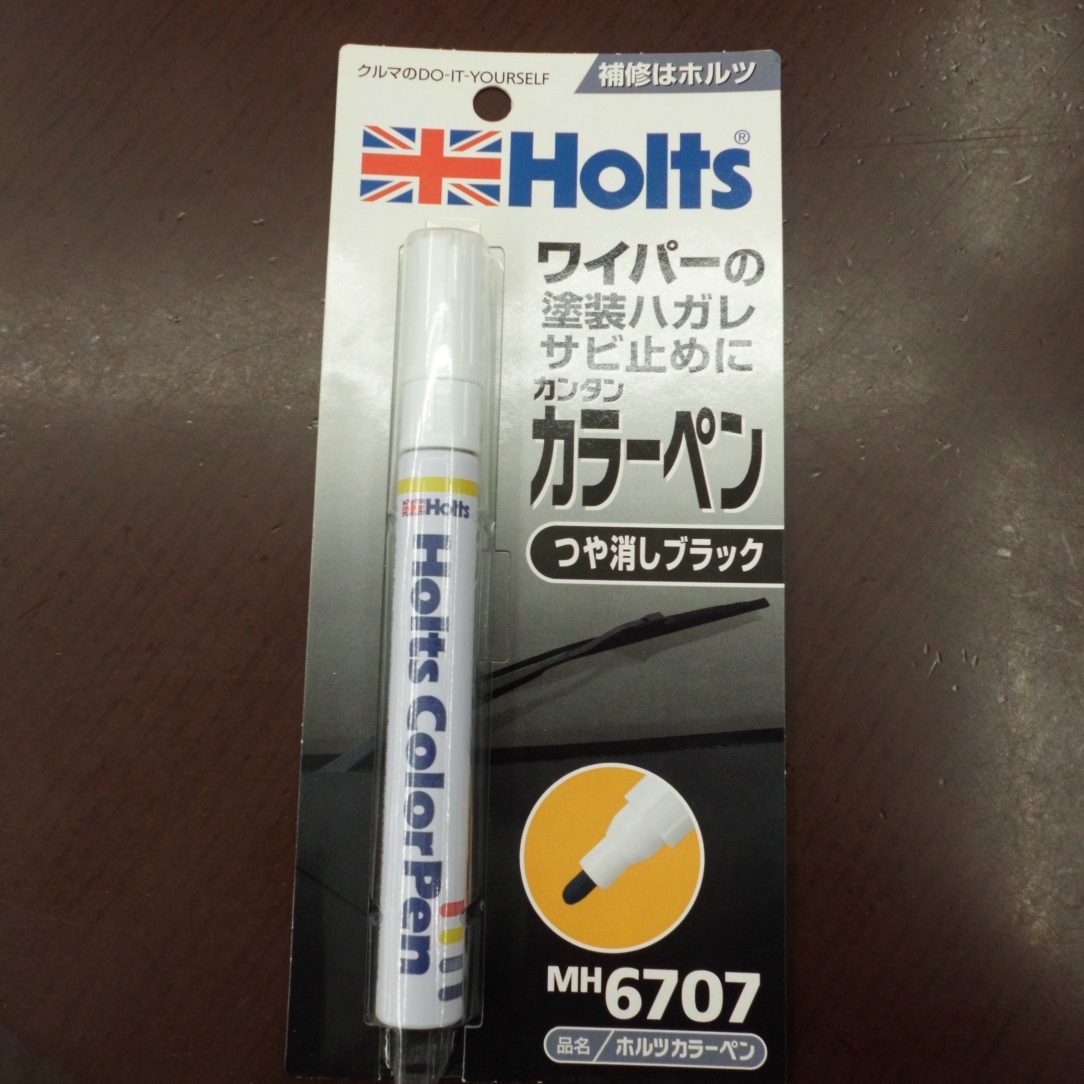 クルマのDO-IT-YOURSELF
補修はホルツ
Holts®
ワイパーの
塗装ハガレ
サビ止めに
カンタン
カラーペン
つや消しブラック
Holts
Holts Color Pen
MH6707
品名/ホルツカラーペン